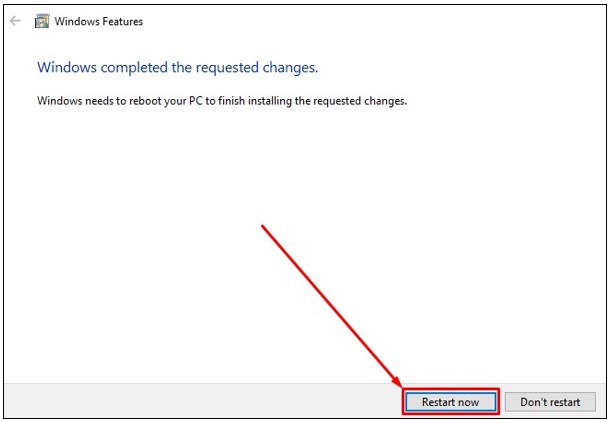 Windows Features
Windows completed the requested changes.
Windows needs to reboot your PC to finish installing the requested changes.
Restart now
Don't restart